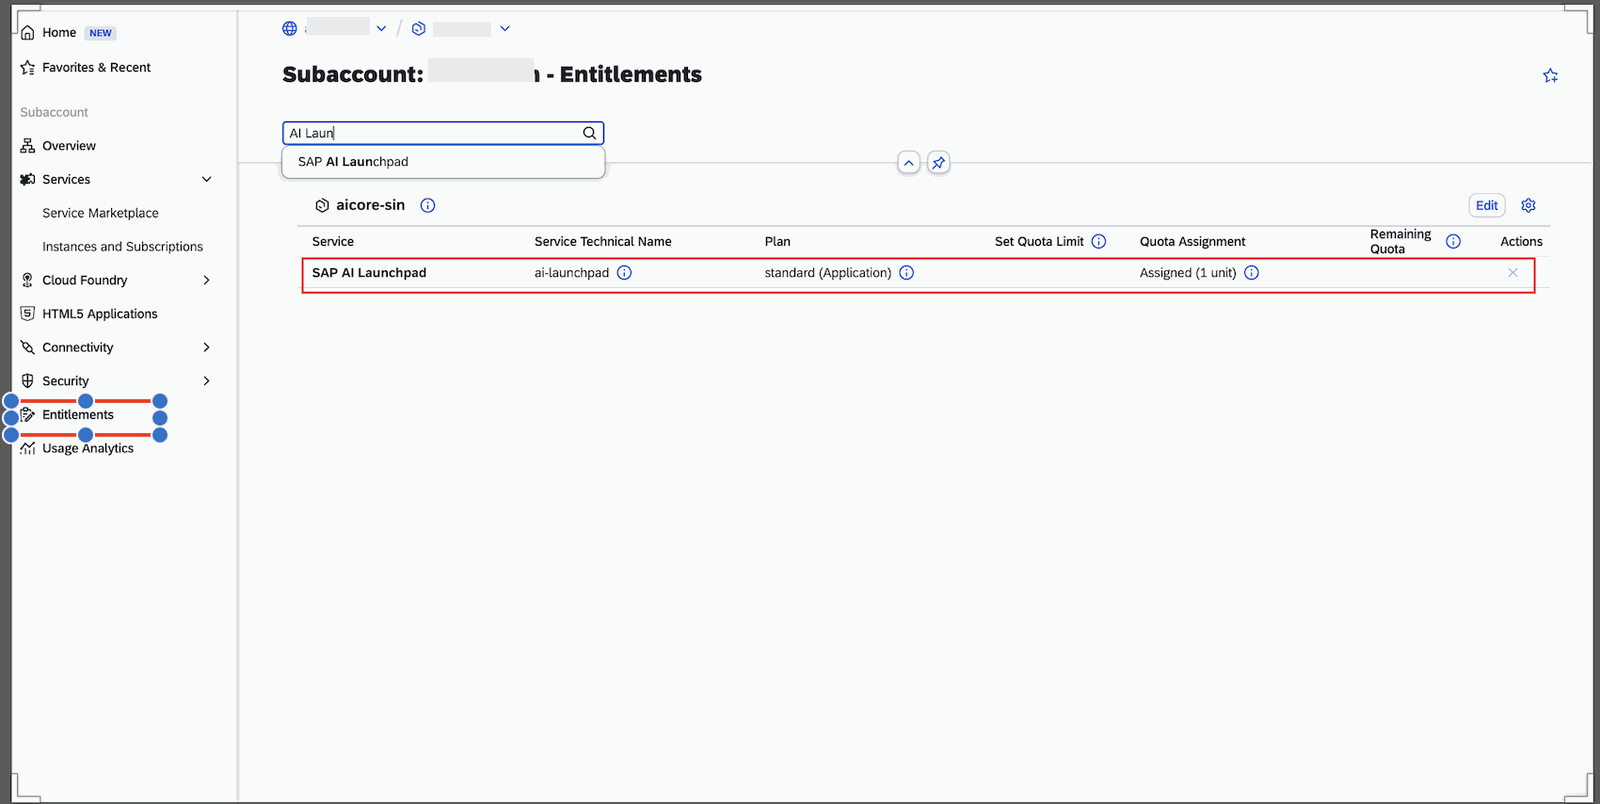 Home NEW
Favorites & Recent
Subaccount
Overview
Services
Service Marketplace
Instances and Subscriptions
Cloud Foundry
HTML5 Applications
Connectivity
Security
Entitlements
Usage Analytics
/
Subaccount: - Entitlements
AI Laun
SAP AI Launchpad
aicore-sin
Edit
Service Service Technical Name Plan Set Quota Limit Quota Assignment Remaining Quota Actions
SAP AI Launchpad ai-launchpad standard (Application) Assigned (1 unit)